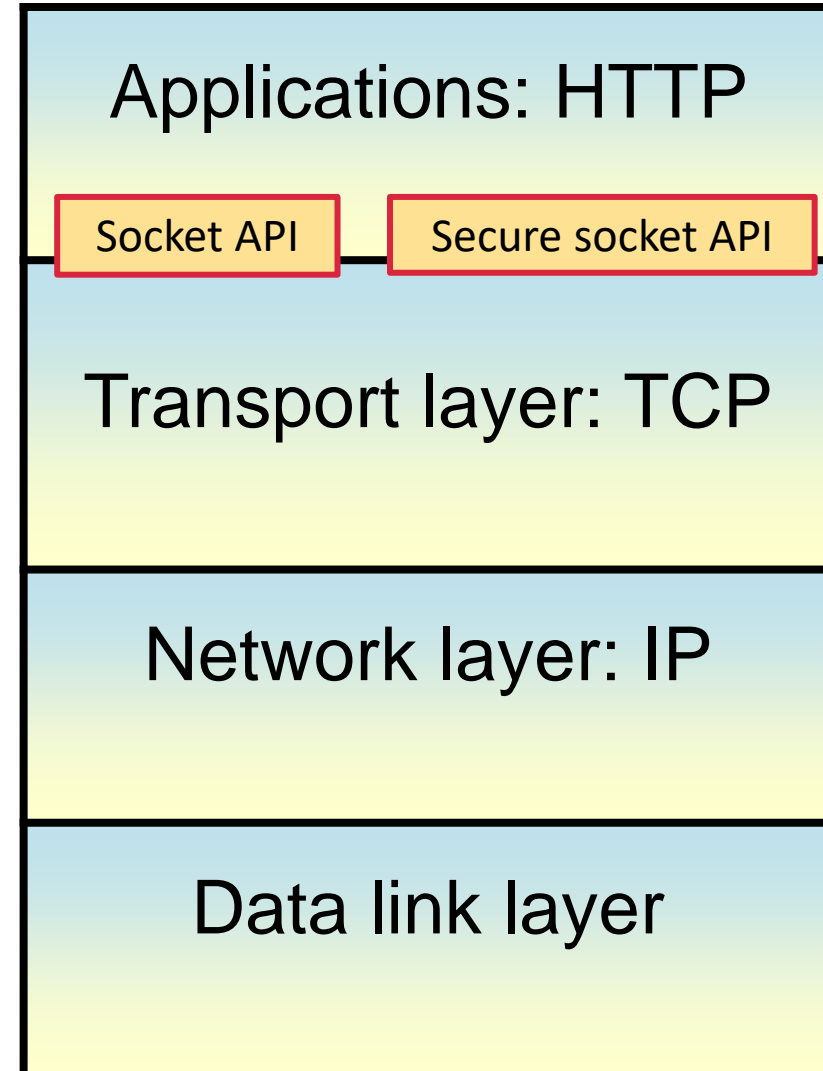 Applications: HTTP
Socket API Secure socket API
Transport layer: TCP
Network layer: IP
Data link layer